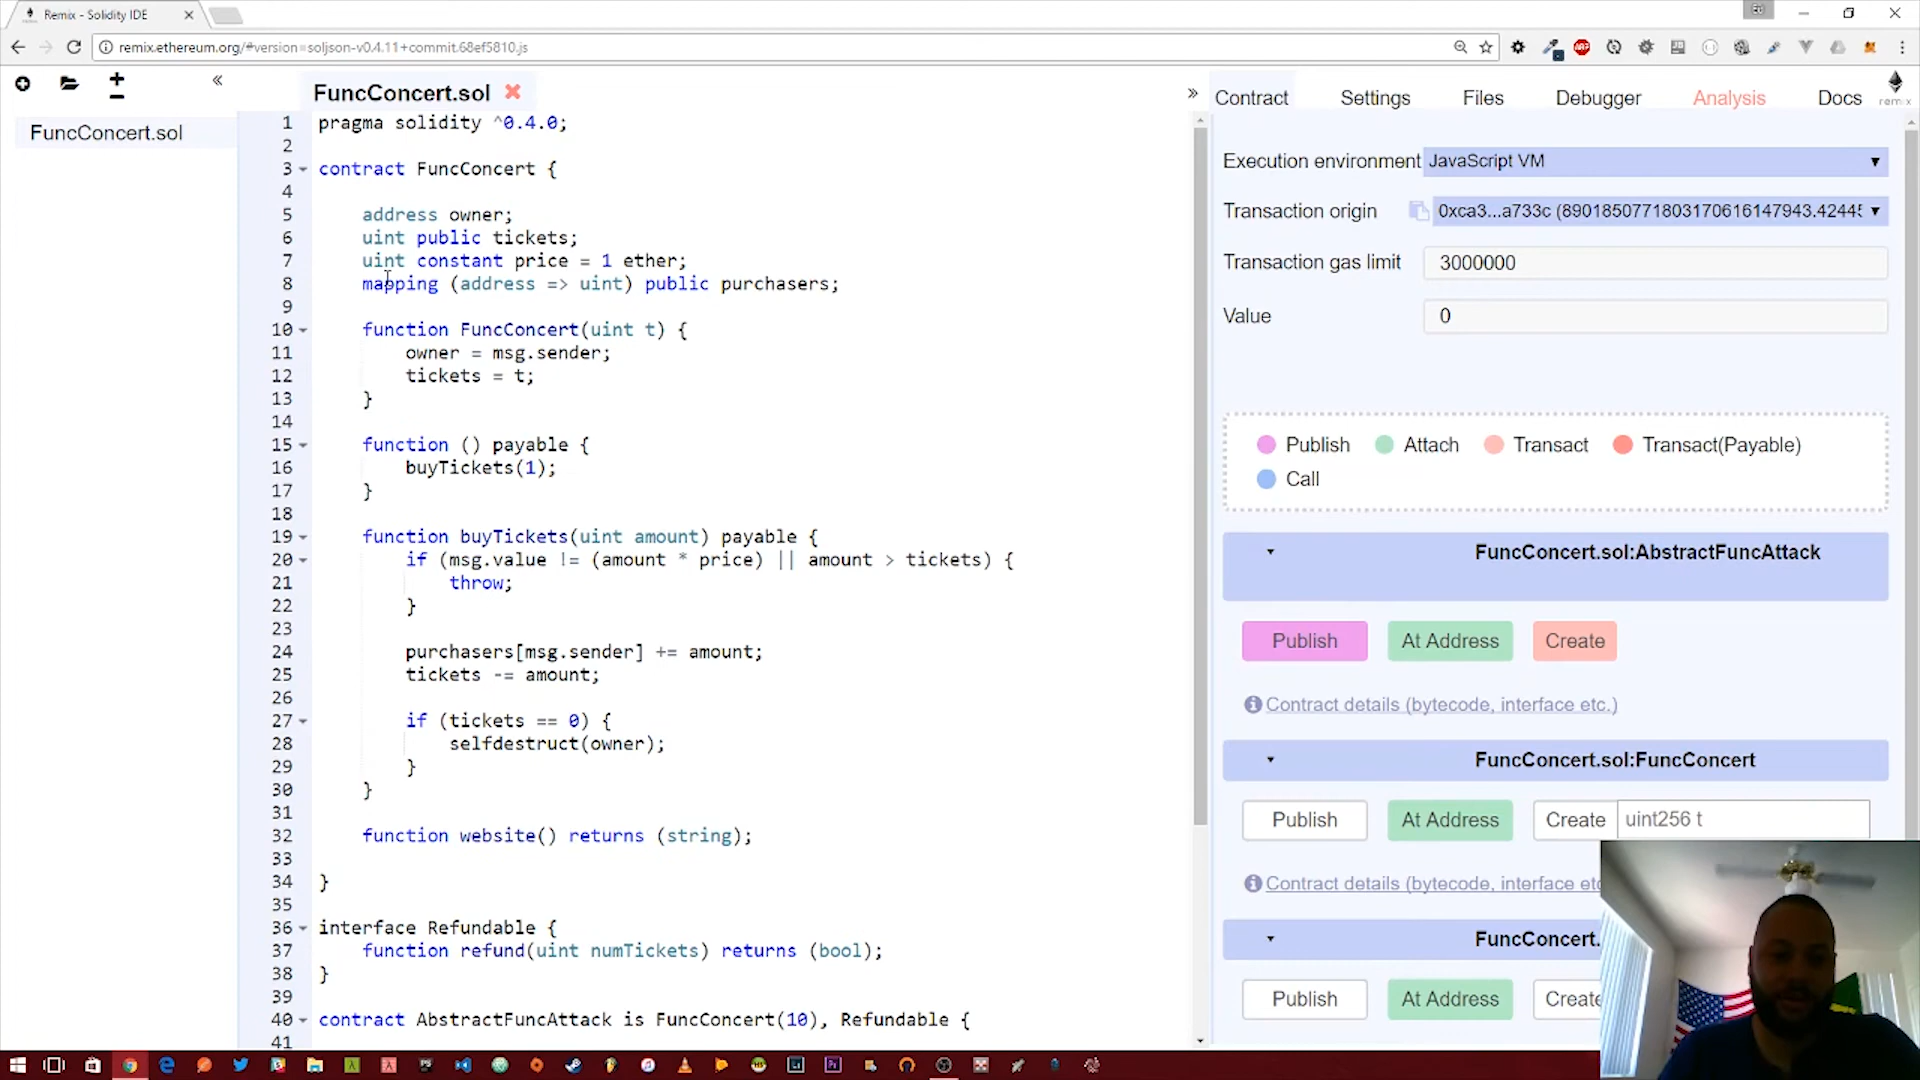 Remix - Solidity IDE
remix.ethereum.org/#version=soljson-v0.4.11+commit.68ef5810.js
FuncConcert.sol
FuncConcert.sol
1 pragma solidity ^0.4.0;
2
3 contract FuncConcert {
4
5 address owner;
6 uint public tickets;
7 uint constant price = 1 ether;
8 mapping (address => uint) public purchasers;
9
10 function FuncConcert(uint t) {
11 owner = msg.sender;
12 tickets = t;
13 }
14
15 function () payable {
16 buyTickets(1);
17 }
18
19 function buyTickets(uint amount) payable {
20 if (msg.value != (amount * price) || amount > tickets) {
21 throw;
22 }
23
24 purchasers[msg.sender] += amount;
25 tickets -= amount;
26
27 if (tickets == 0) {
28 selfdestruct(owner);
29 }
30 }
31
32 function website() returns (string);
33
34 }
35
36 interface Refundable {
37 function refund(uint numTickets) returns (bool);
38 }
39
40 contract AbstractFuncAttack is FuncConcert(10), Refundable {
41
Contract Settings Files Debugger Analysis Docs
remix
Execution environment JavaScript VM
Transaction origin 0xca3...a733c (89018507718031706161479​43.42445
Transaction gas limit 3000000
Value 0
Publish Attach Transact Transact(Payable)
Call
FuncConcert.sol:AbstractFuncAttack
Publish At Address Create
Contract details (bytecode, interface etc.)
FuncConcert.sol:FuncConcert
Publish At Address Create uint256 t
Contract details (bytecode, interface etc
FuncConcert.
Publish At Address Create